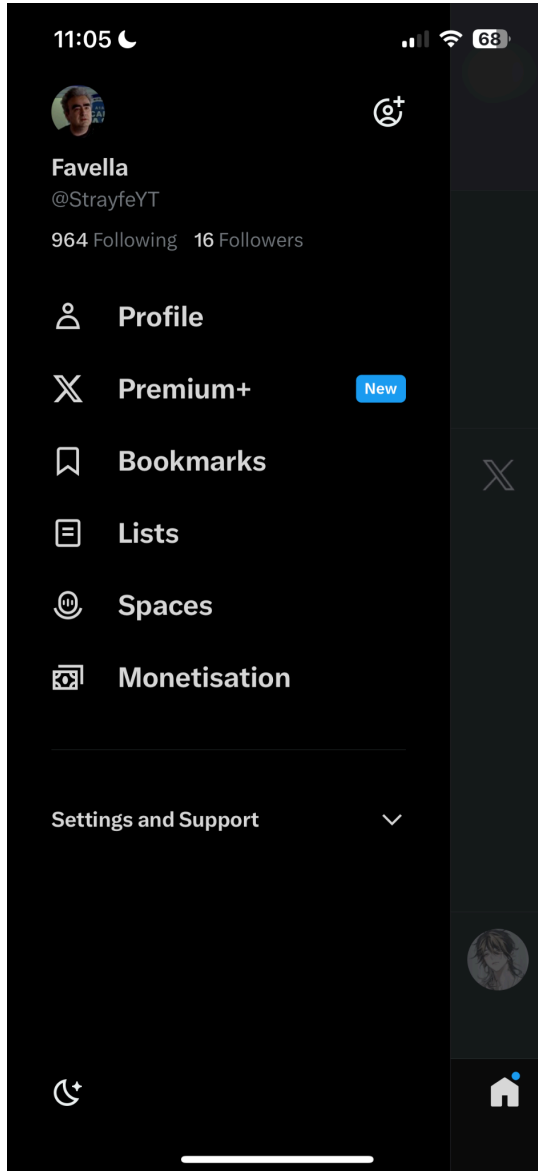 11:05
68
Favella
@StrayfeYT
964 Following 16 Followers
Profile
Premium+
New
Bookmarks
Lists
Spaces
Monetisation
Settings and Support